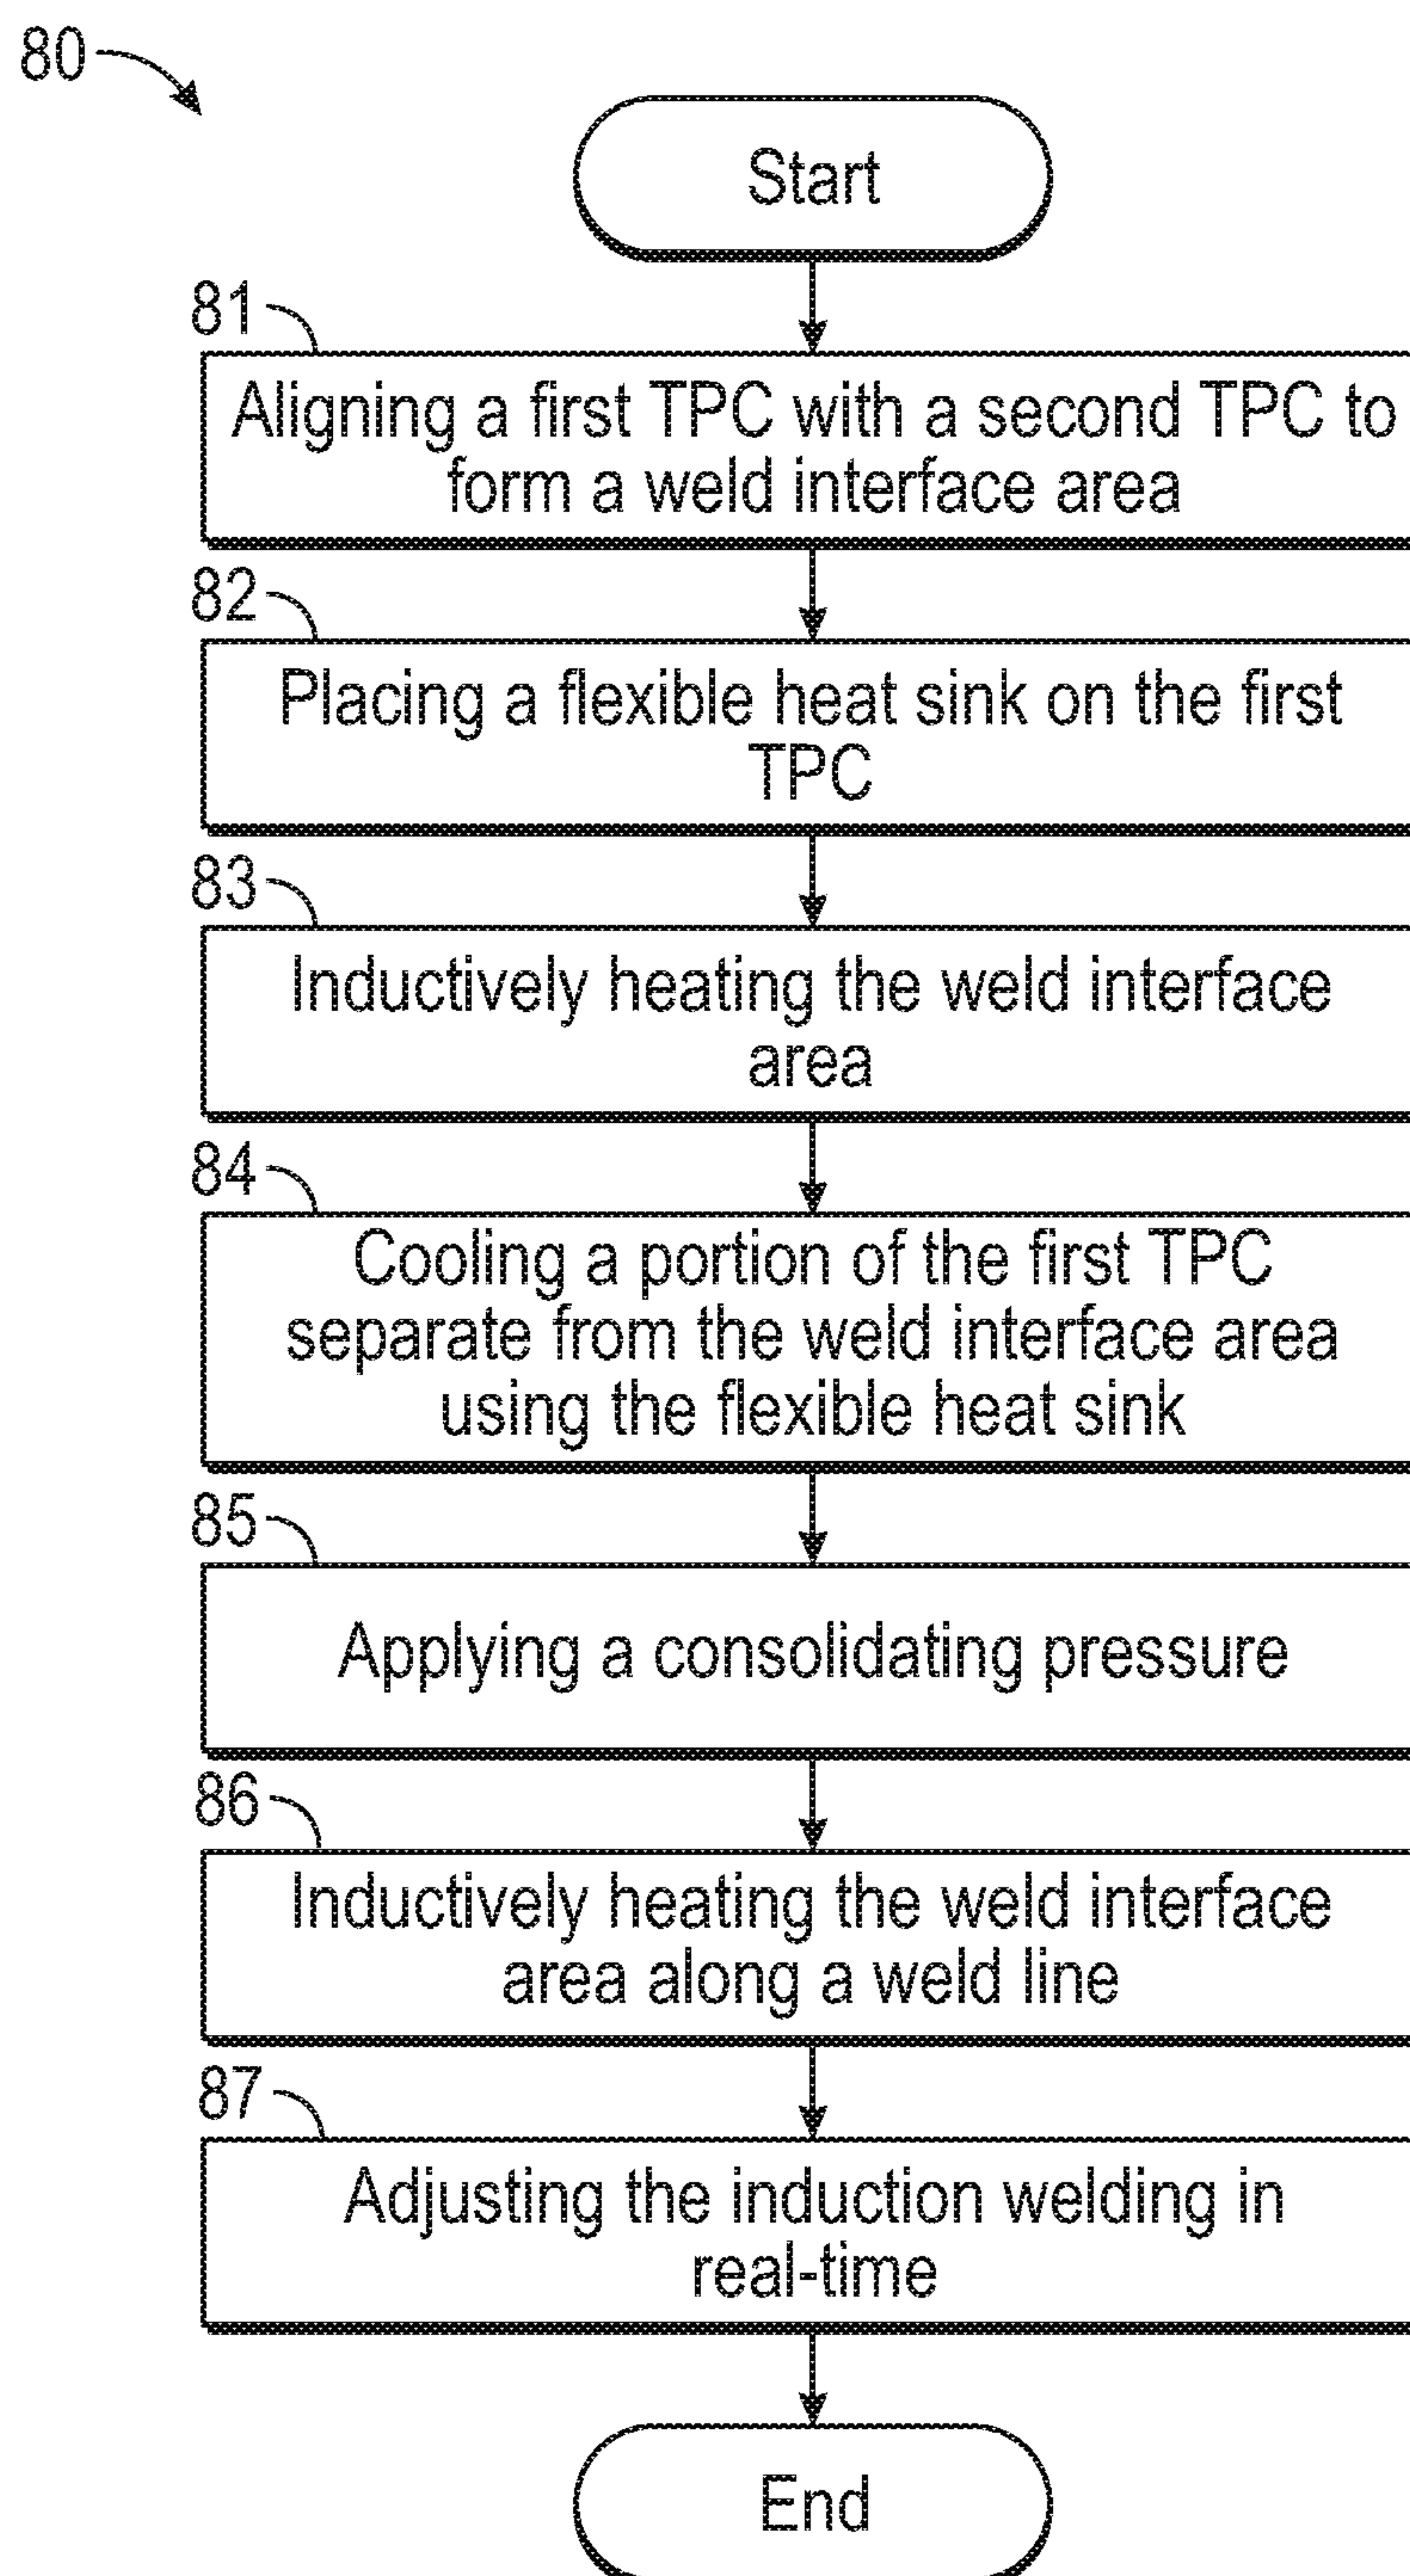 80
Start
81
Aligning a first TPC with a second TPC to
form a weld interface area
82
Placing a flexible heat sink on the first
TPC
83
Inductively heating the weld interface
area
84
Cooling a portion of the first TPC
separate from the weld interface area
using the flexible heat sink
85
Applying a consolidating pressure
86
Inductively heating the weld interface
area along a weld line
87
Adjusting the induction welding in
real-time
End